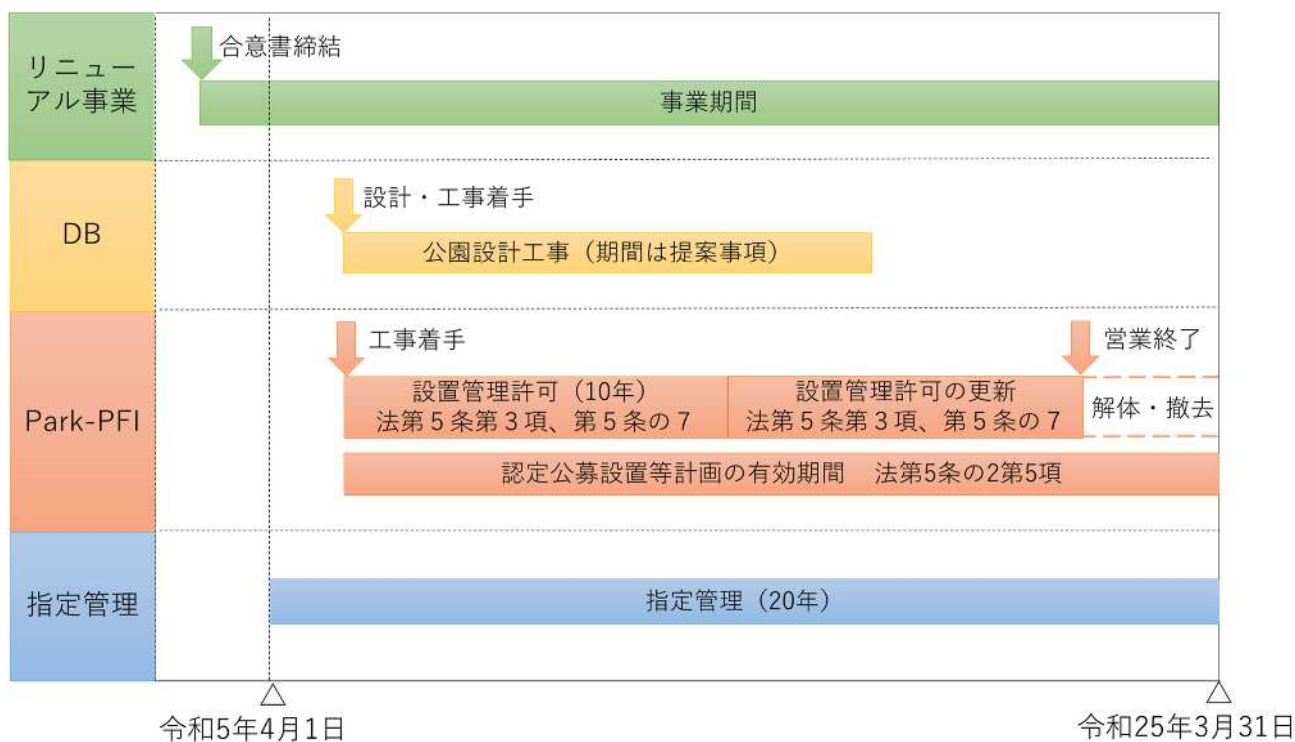 リニュー
アル事業
合意書締結
事業期間
DB
設計・工事着手
公園設計工事（期間は提案事項）
Park-PFI
工事着手
営業終了
設置管理許可（10年）
法第５条第３項、第５条の７
設置管理許可の更新
法第５条第３項、第５条の７
解体・撤去
認定公募設置等計画の有効期間　法第5条の2第5項
指定管理
指定管理（20年）
令和5年4月1日
令和25年3月31日